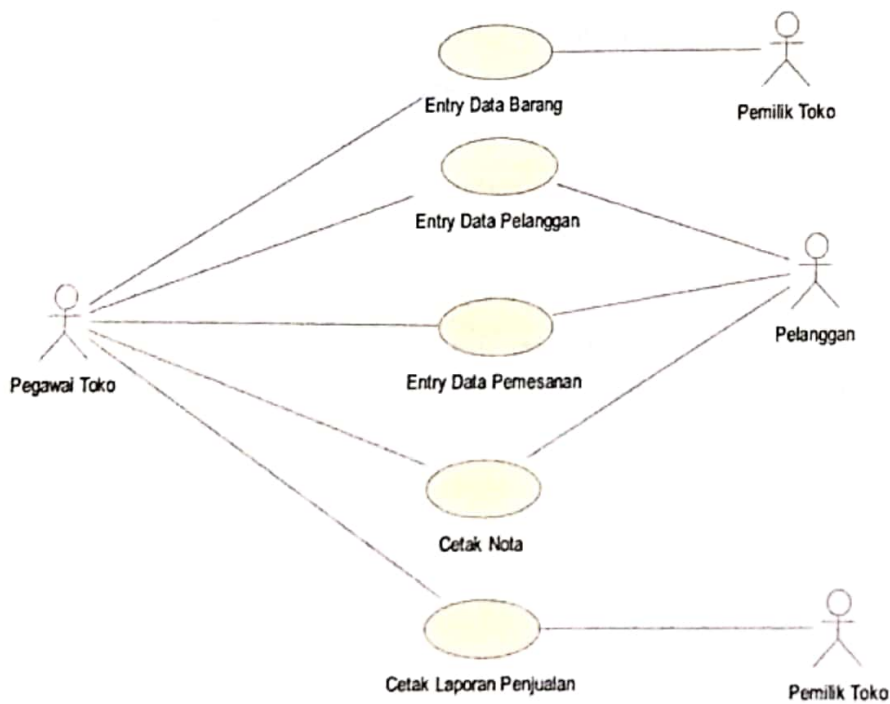 Entry Data Barang
Pemilik Toko
Entry Data Pelanggan
Pelanggan
Pegawai Toko
Entry Data Pemesanan
Cetak Nota
Cetak Laporan Penjualan
Pemilik Toko